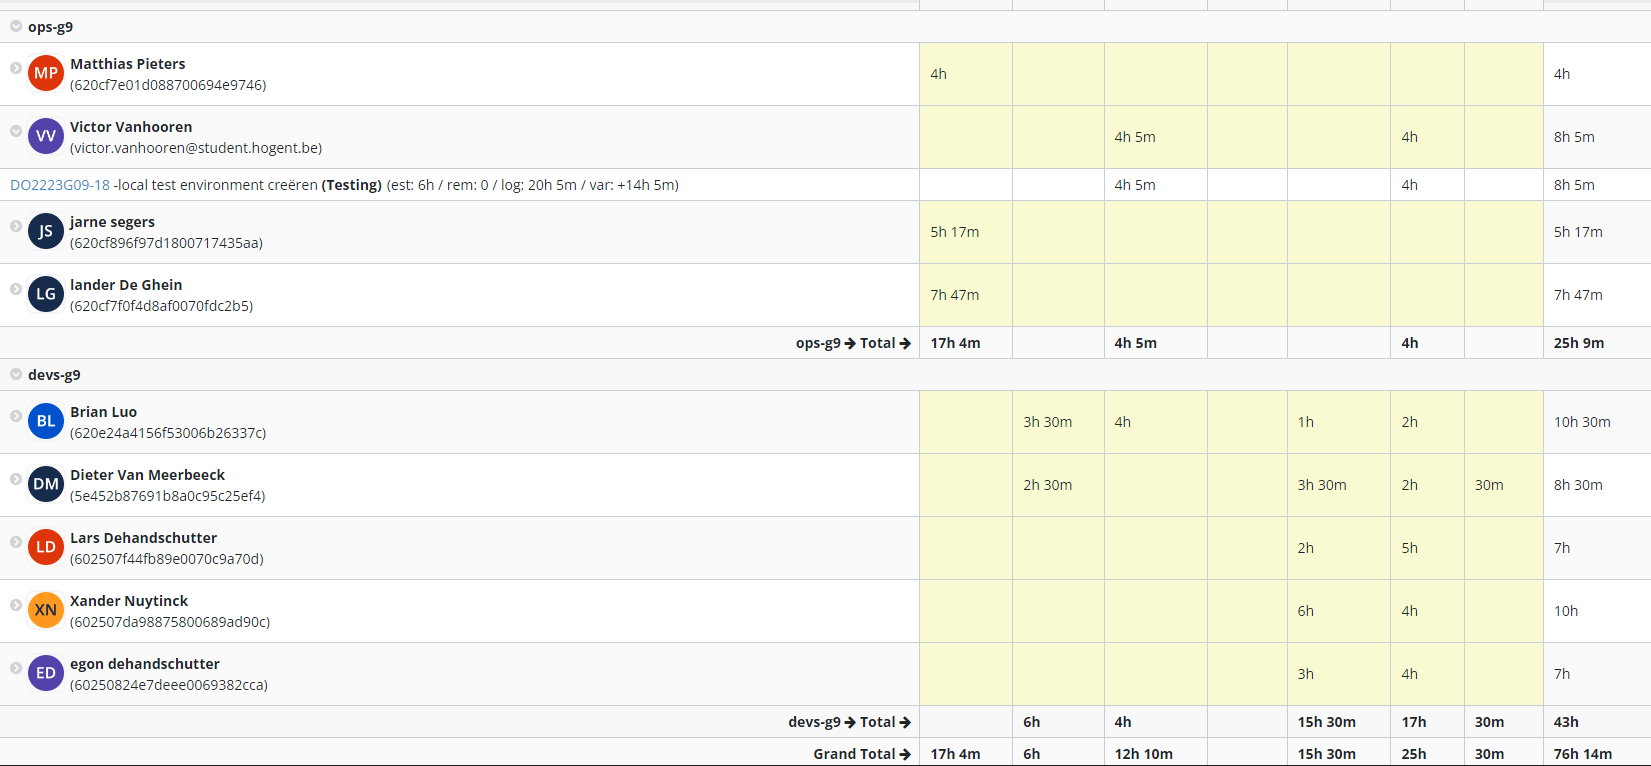 ops-g9
MP Matthias Pieters
(620cf7e01d088700694e9746) 4h 4h
VV Victor Vanhooren
(victor.vanhooren@student.hogent.be) 4h 5m 4h 8h 5m
DO2223G09-18 -local test environment creëren (Testing) (est: 6h / rem: 0 / log: 20h 5m / var: +14h 5m) 4h 5m 4h 8h 5m
JS jarne segers
(620cf896f97d1800717435aa) 5h 17m 5h 17m
LG lander De Ghein
(620cf7f0f4d8af0070fdc2b5) 7h 47m 7h 47m
ops-g9 → Total → 17h 4m 4h 5m 4h 25h 9m
devs-g9
BL Brian Luo
(620e24a4156f53006b26337c) 3h 30m 4h 1h 2h 10h 30m
DM Dieter Van Meerbeeck
(5e452b87691b8a0c95c25ef4) 2h 30m 3h 30m 2h 30m 8h 30m
LD Lars Dehandschutter
(602507f44fb89e0070c9a70d) 2h 5h 7h
XN Xander Nuytinck
(602507da98875800689ad90c) 6h 4h 10h
ED egon dehandschutter
(60250824e7deee0069382cca) 3h 4h 7h
devs-g9 → Total → 6h 4h 15h 30m 17h 30m 43h
Grand Total → 17h 4m 6h 12h 10m 15h 30m 25h 30m 76h 14m